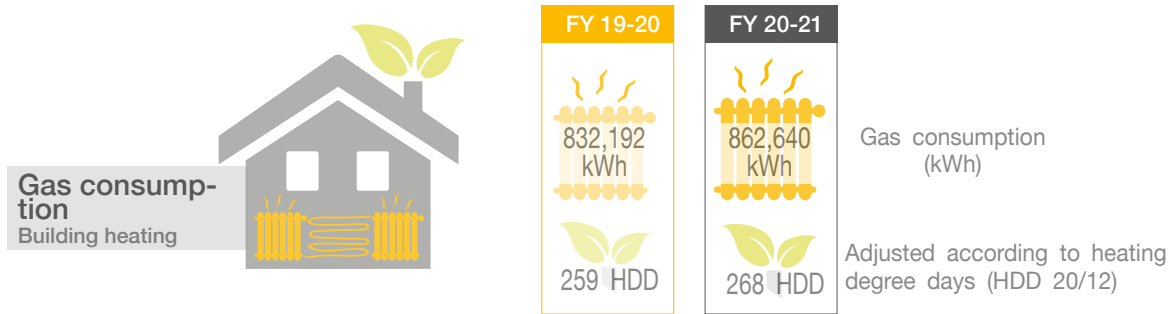 FY 19-20
FY 20-21
832,192
kWh
862,640
kWh
Gas consumption
(kWh)
Gas consump-
tion
Building heating
259 HDD
268 HDD
Adjusted according to heating
degree days (HDD 20/12)